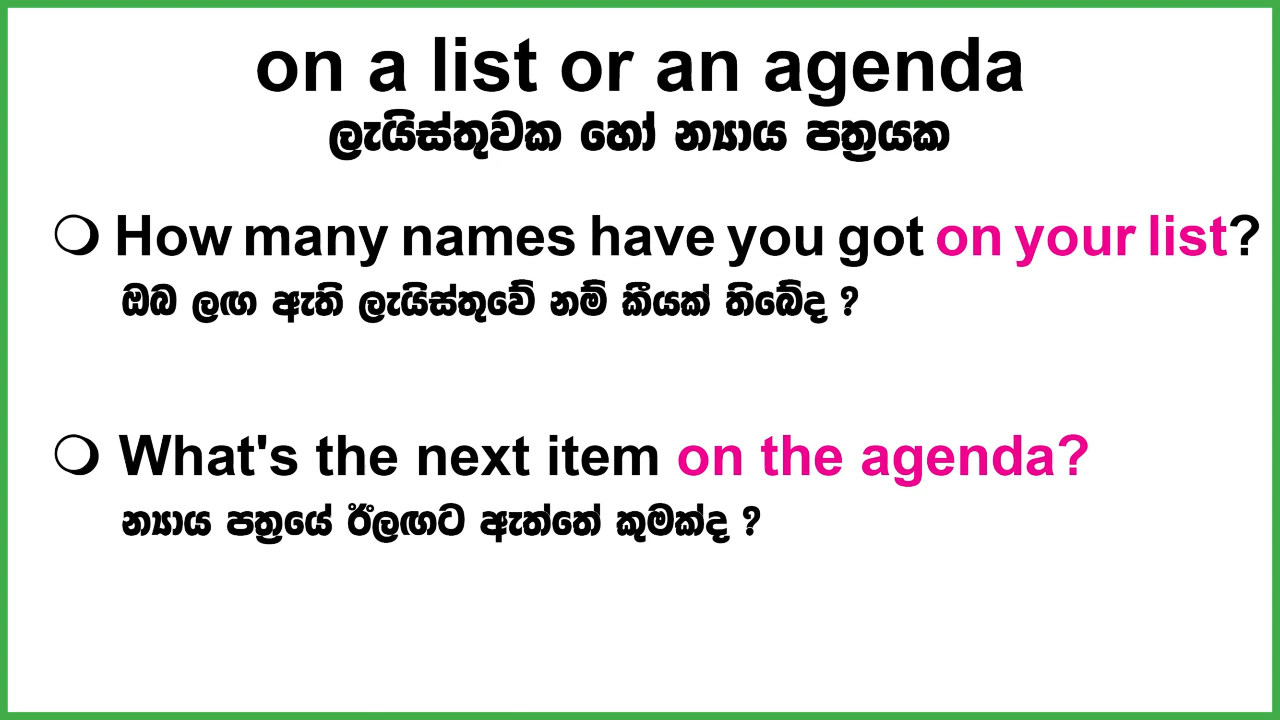 on a list or an agenda
ලැයිස්තුවක හෝ න්‍යාය පත්‍රයක
How many names have you got on your list?
ඔබ ලඟ ඇති ලැයිස්තුවේ නම් කීයක් තිබේද ?
What's the next item on the agenda?
න්‍යාය පත්‍රයේ ඊලඟට ඇත්තේ කුමක්ද ?